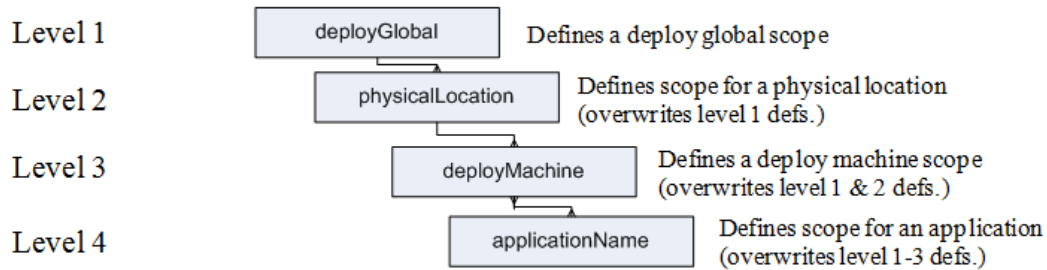 Level 1
deployGlobal
Defines a deploy global scope
Level 2
physicalLocation
Defines scope for a physical location
(overwrites level 1 defs.)
Level 3
deployMachine
Defines a deploy machine scope
(overwrites level 1 & 2 defs.)
Level 4
applicationName
Defines scope for an application
(overwrites level 1-3 defs.)